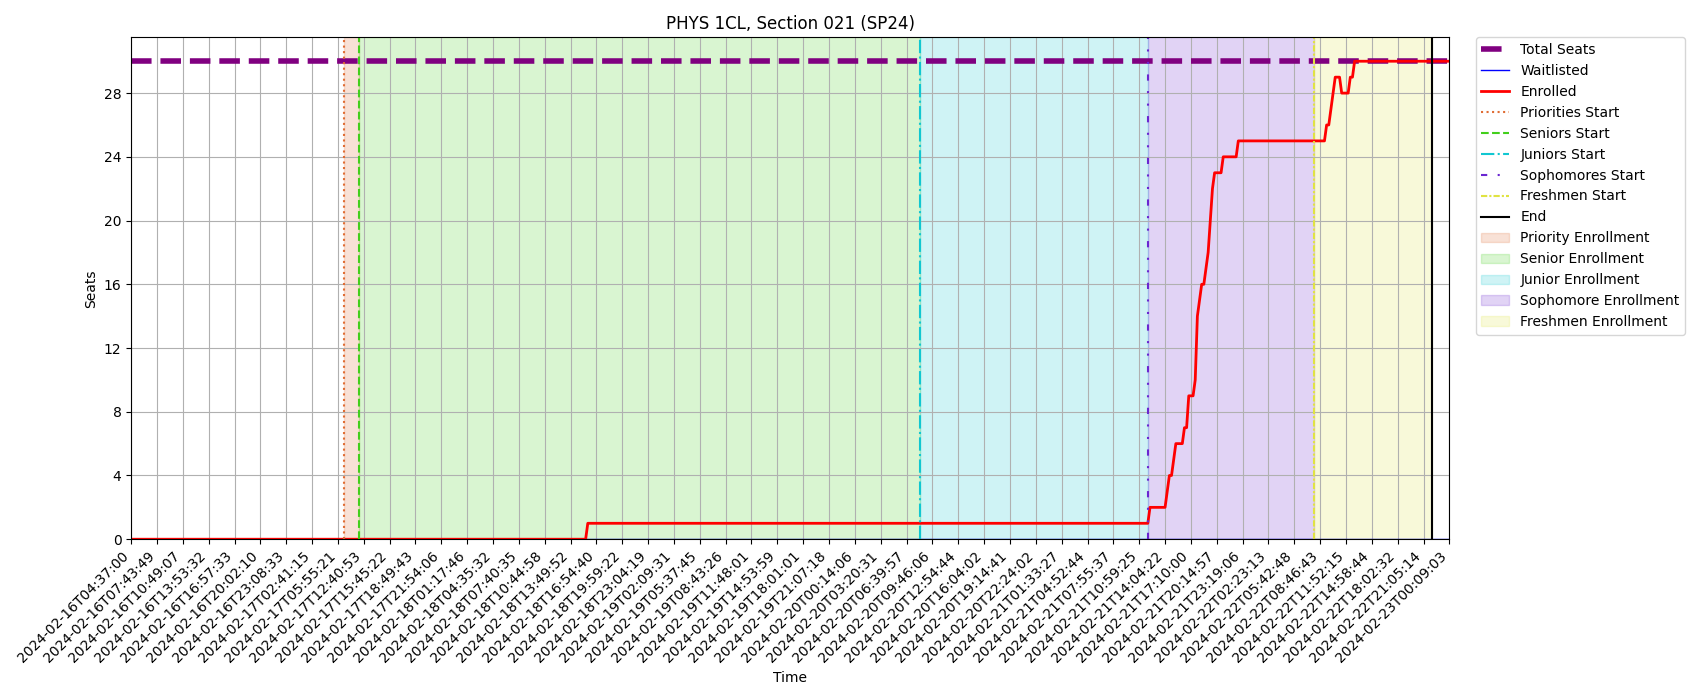 PHYS 1CL, Section 021 (SP24)
Total Seats
Waitlisted
Enrolled
Priorities Start
Seniors Start
Juniors Start
Sophomores Start
Freshmen Start
End
Priority Enrollment
Senior Enrollment
Junior Enrollment
Sophomore Enrollment
Freshmen Enrollment
Seats
28
24
20
16
12
8
4
0
2024-02-16T04:37:00
2024-02-16T07:43:49
2024-02-16T10:49:07
2024-02-16T13:53:32
2024-02-16T16:57:33
2024-02-16T20:02:10
2024-02-16T23:08:33
2024-02-17T02:41:15
2024-02-17T05:55:21
2024-02-17T12:40:53
2024-02-17T15:45:22
2024-02-17T18:49:43
2024-02-17T21:54:06
2024-02-18T01:17:46
2024-02-18T04:35:32
2024-02-18T07:40:35
2024-02-18T10:44:58
2024-02-18T13:49:52
2024-02-18T16:54:40
2024-02-18T19:59:22
2024-02-18T23:04:19
2024-02-19T02:09:31
2024-02-19T05:37:45
2024-02-19T08:43:26
2024-02-19T11:48:01
2024-02-19T14:53:59
2024-02-19T18:01:01
2024-02-19T21:07:18
2024-02-20T00:14:06
2024-02-20T03:20:31
2024-02-20T06:39:57
2024-02-20T09:46:06
2024-02-20T12:54:44
2024-02-20T16:04:02
2024-02-20T19:14:41
2024-02-20T22:24:02
2024-02-21T01:33:27
2024-02-21T04:52:44
2024-02-21T07:55:37
2024-02-21T10:59:25
2024-02-21T14:04:22
2024-02-21T17:10:00
2024-02-21T20:14:57
2024-02-21T23:19:06
2024-02-22T02:23:13
2024-02-22T05:42:48
2024-02-22T08:46:43
2024-02-22T11:52:15
2024-02-22T14:58:44
2024-02-22T18:02:32
2024-02-22T21:05:14
2024-02-23T00:09:03
Time